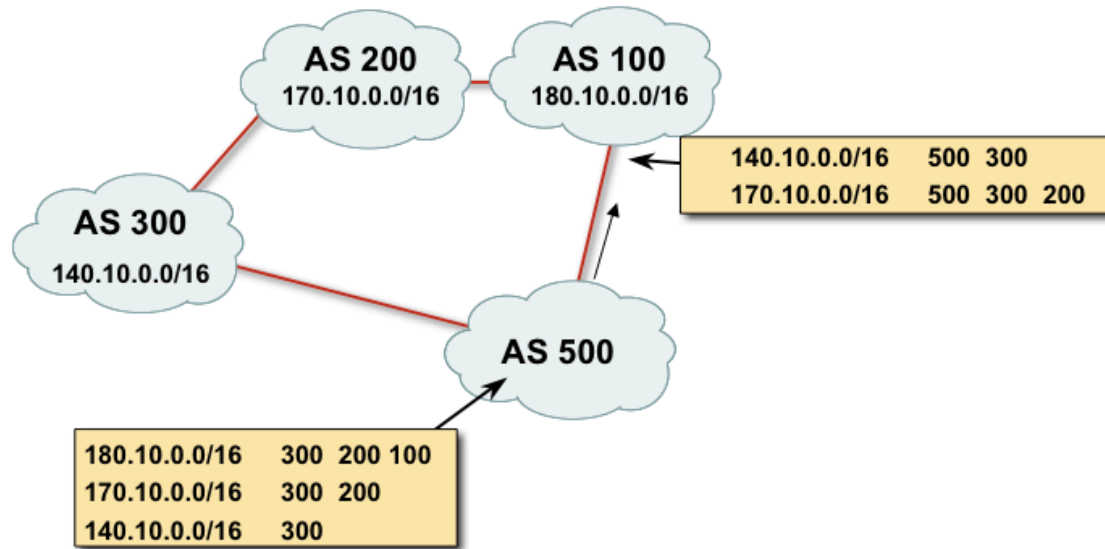 AS 200
170.10.0.0/16
AS 100
180.10.0.0/16
140.10.0.0/16 500 300
170.10.0.0/16 500 300 200
AS 300
140.10.0.0/16
AS 500
180.10.0.0/16 300 200 100
170.10.0.0/16 300 200
140.10.0.0/16 300